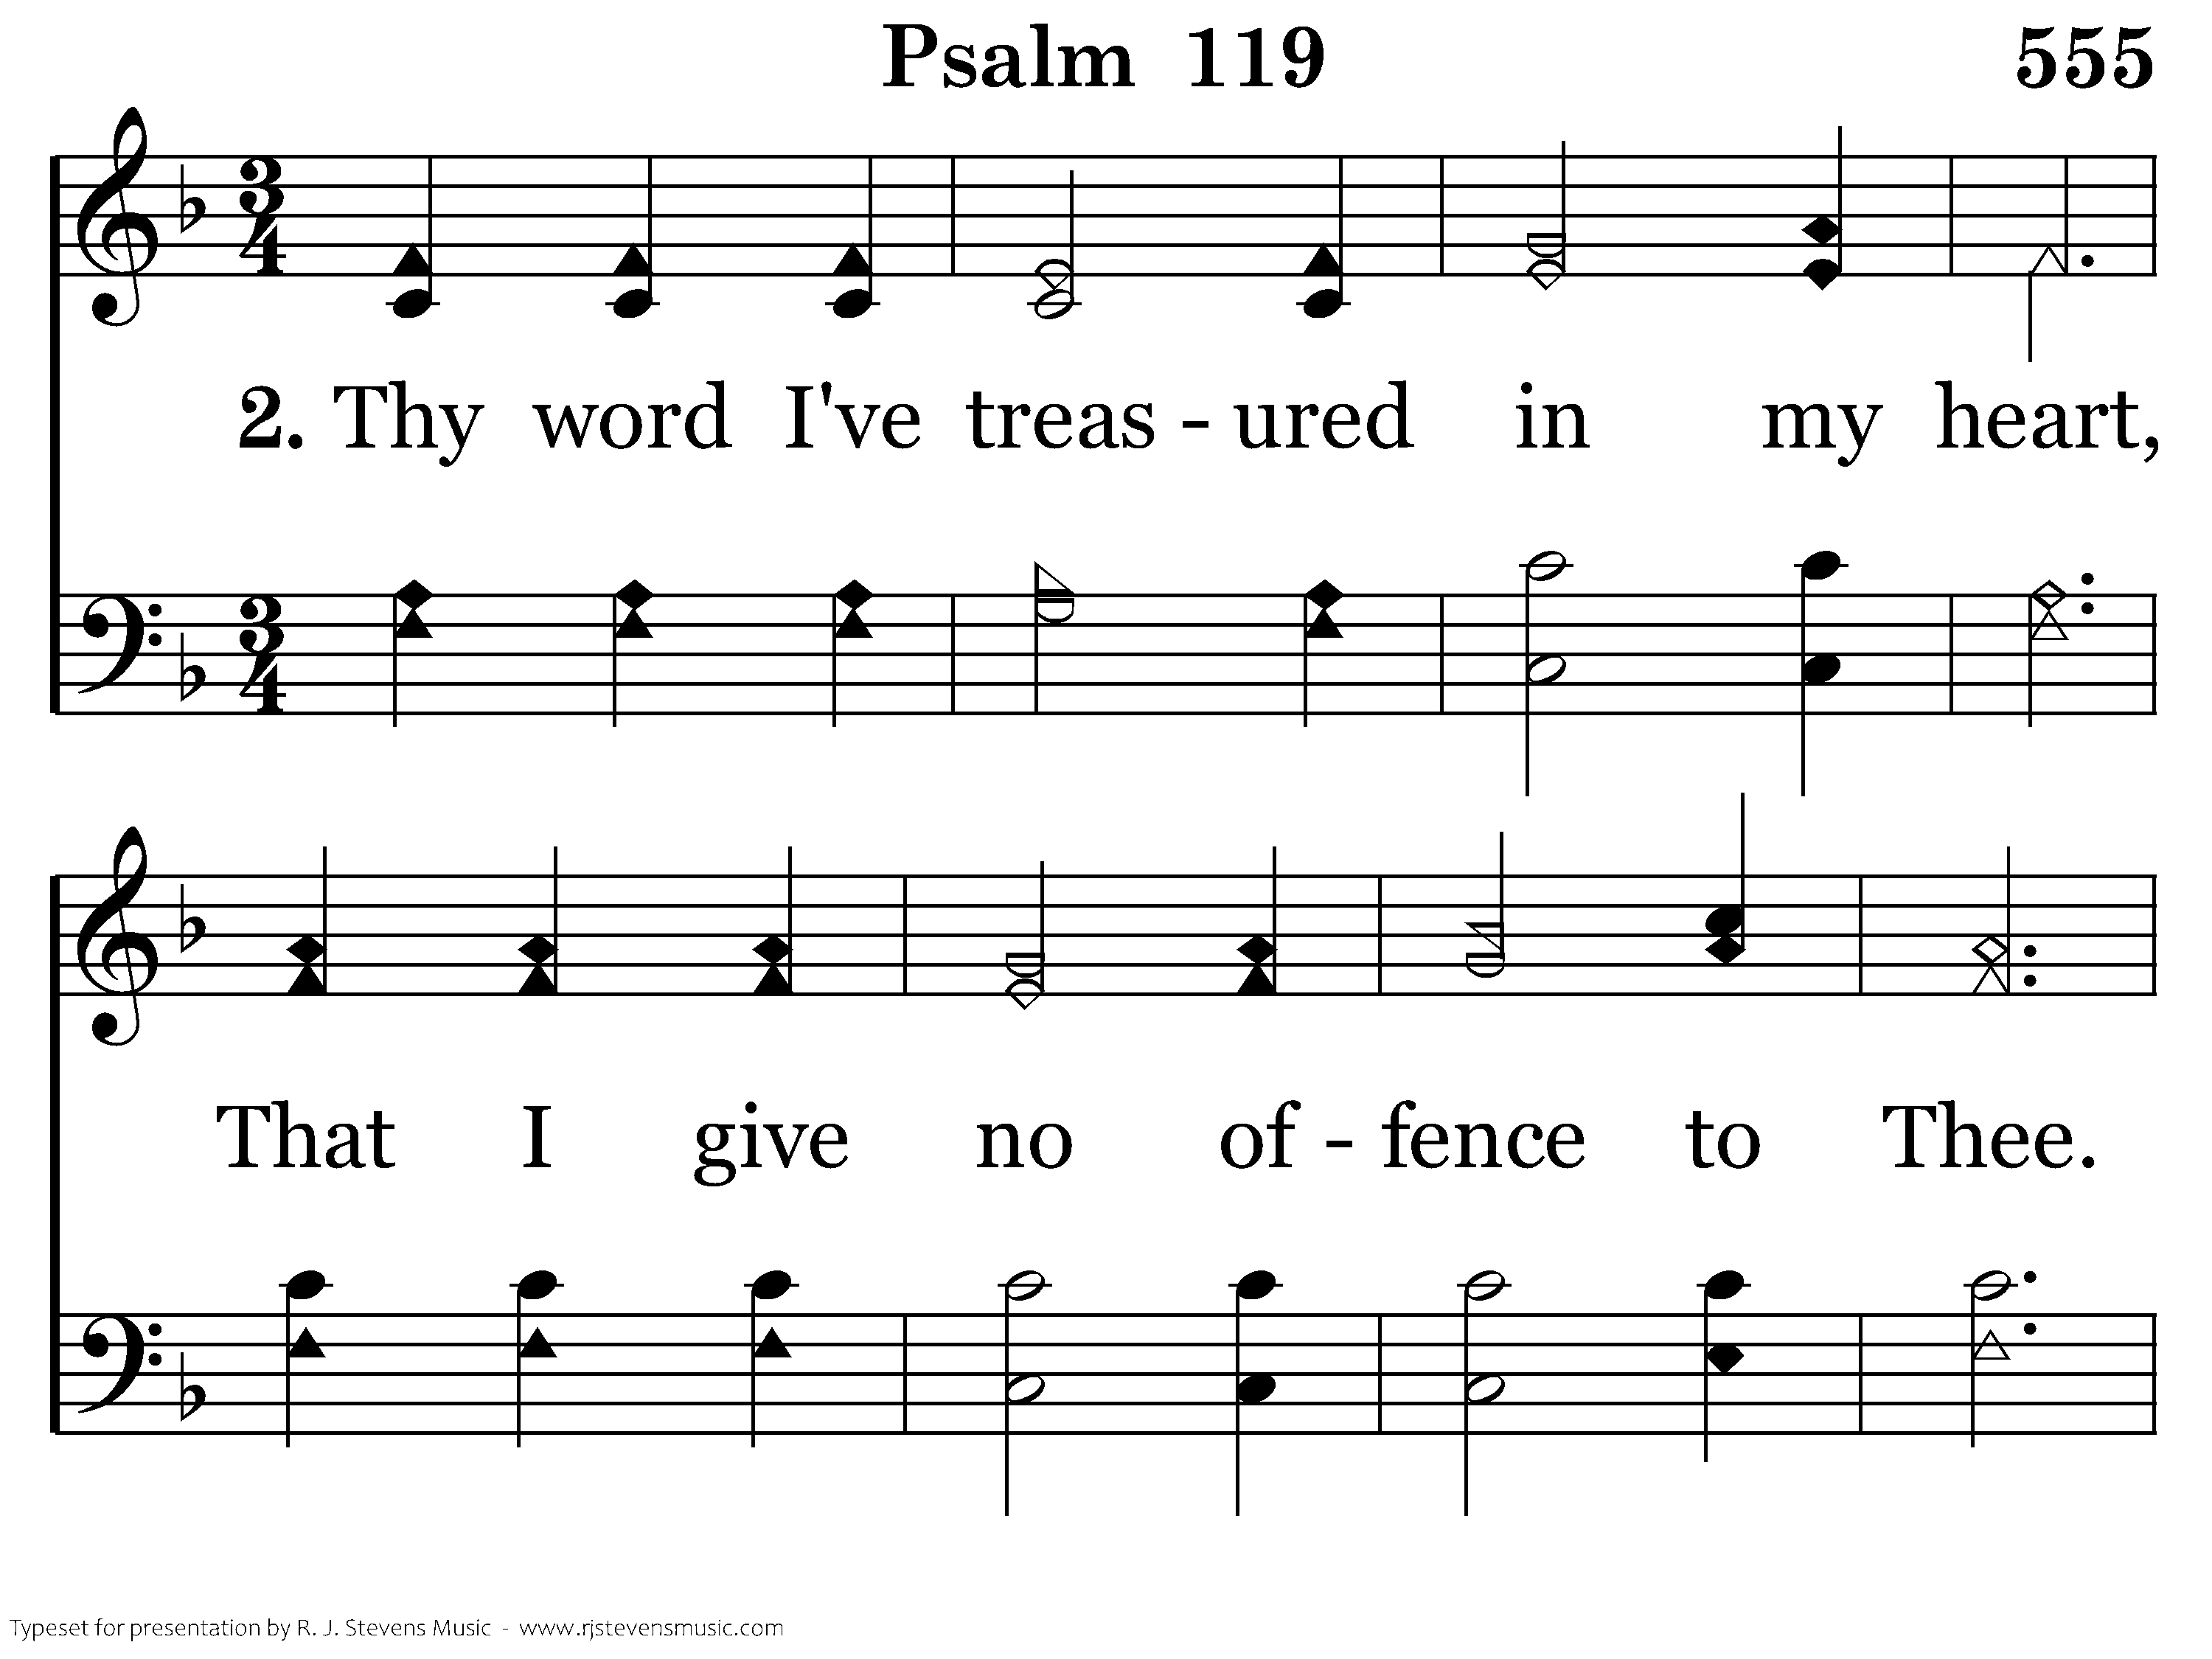 Psalm 119 555
2. Thy word I've treas - ured in my heart,
That I give no of - fence to Thee.
Typeset for presentation by R. J. Stevens Music - www.rjstevensmusic.com